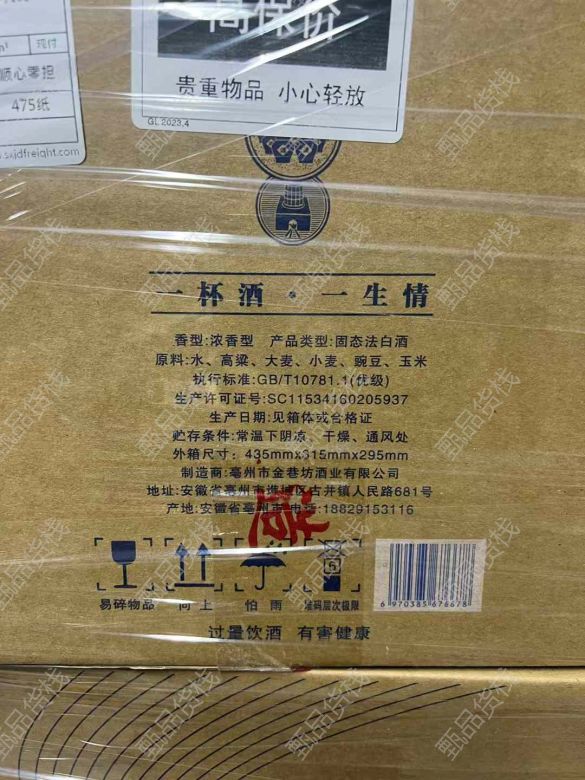 高保价
贵重物品 小心轻放
GL 2023.4
现付
顺心零担
475纸
sxjdfreight.com
一杯酒·一生情
香型:浓香型 产品类型:固态法白酒
原料:水、高粱、大麦、小麦、豌豆、玉米
执行标准:GB/T10781.1(优级)
生产许可证号:SC11534160205937
生产日期:见箱体或合格证
贮存条件:常温下阴凉、干燥、通风处
外箱尺寸:435mmx315mmx295mm
制造商:亳州市金巷坊酒业有限公司
地址:安徽省亳州市谯城区古井镇人民路681号
产地:安徽省亳州市 电话:18829153116
易碎物品 向上 怕雨 堆码层次极限
6 970385 676678
过量饮酒 有害健康
甄品货栈